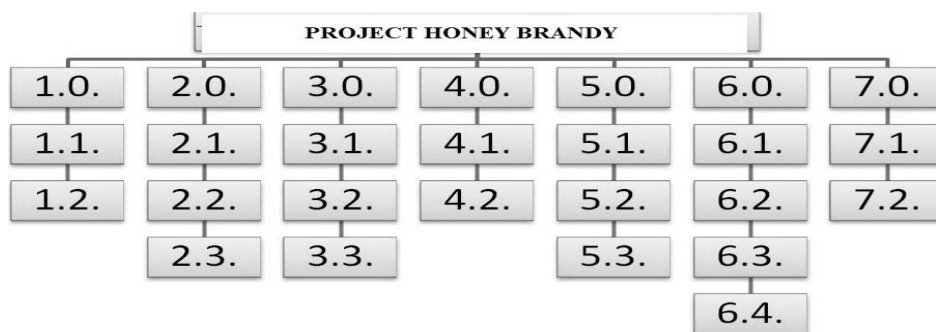 PROJECT HONEY BRANDY
1.0. 2.0. 3.0. 4.0. 5.0. 6.0. 7.0.
1.1. 2.1. 3.1. 4.1. 5.1. 6.1. 7.1.
1.2. 2.2. 3.2. 4.2. 5.2. 6.2. 7.2.
2.3. 3.3. 5.3. 6.3.
6.4.